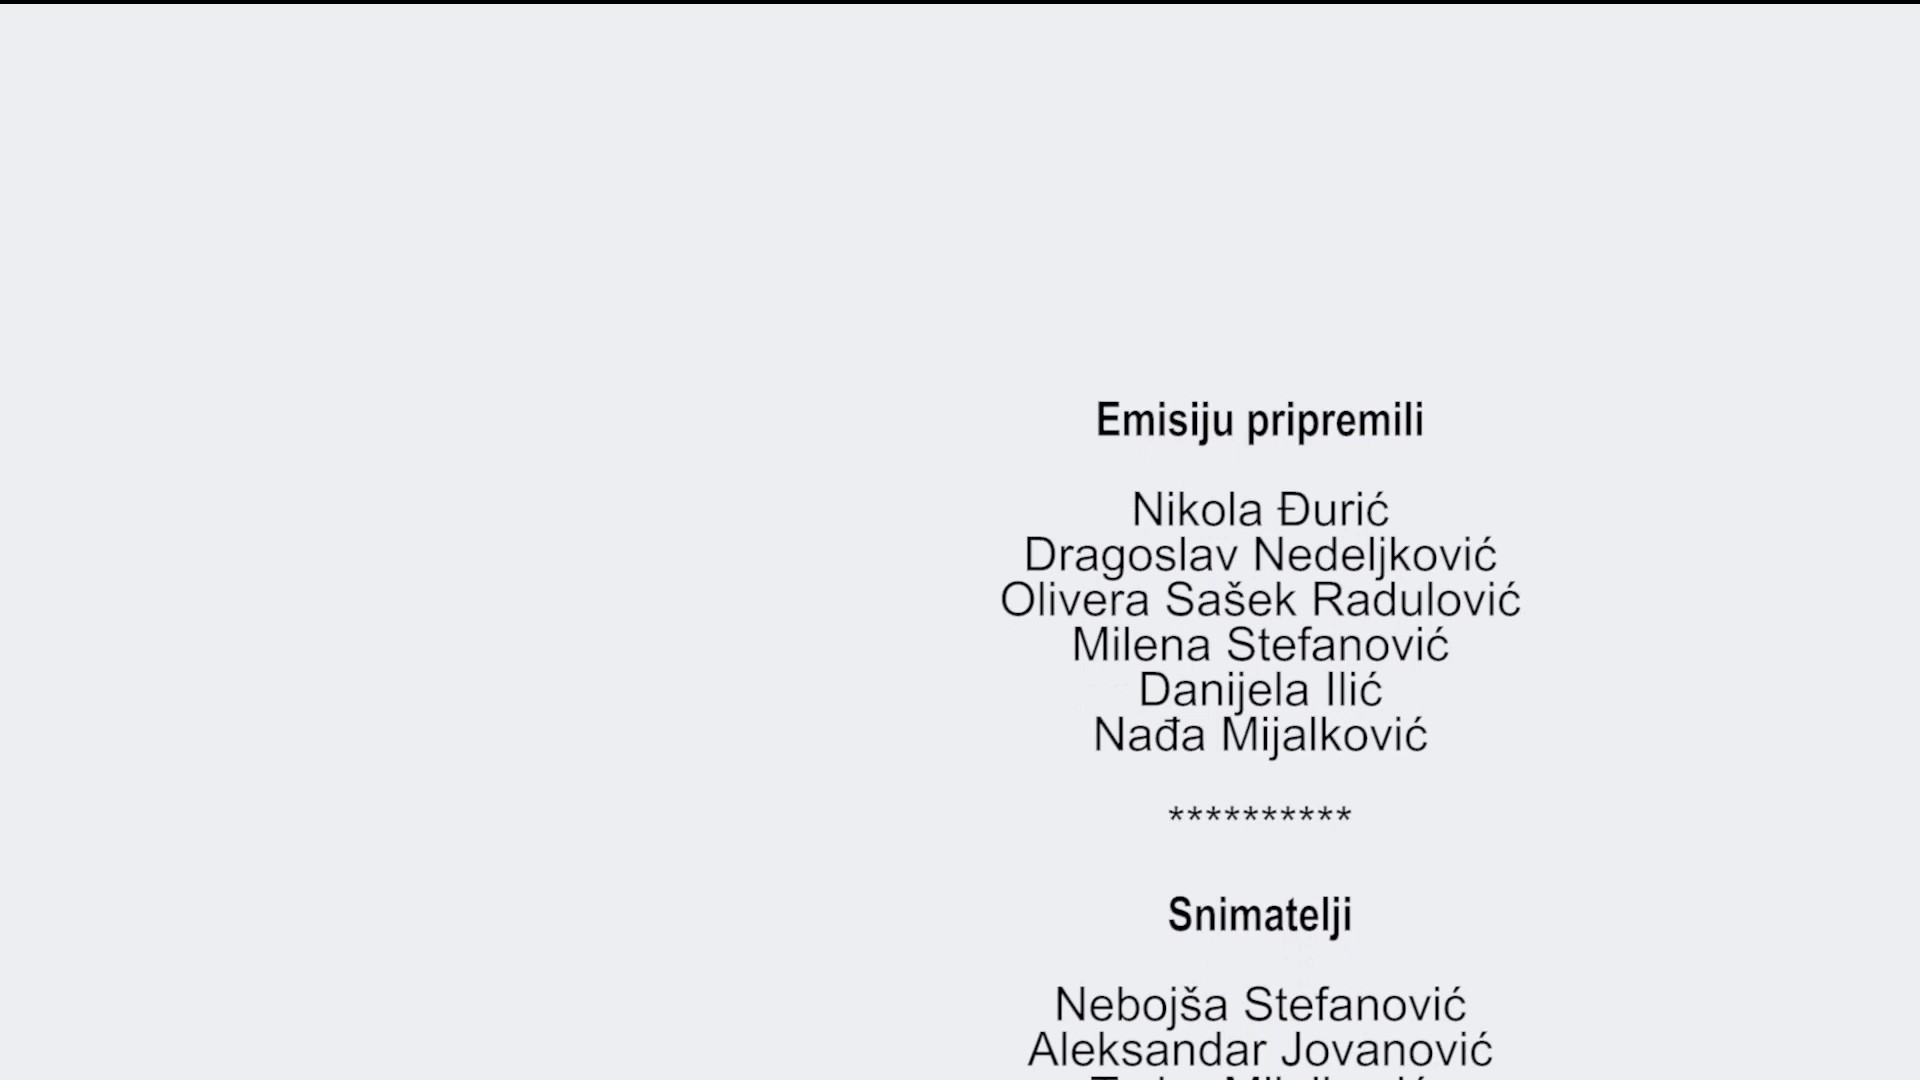 Emisiju pripremili
Nikola Đurić
Dragoslav Nedeljković
Olivera Sašek Radulović
Milena Stefanović
Danijela Ilić
Nađa Mijalković
**********
Snimatelji
Nebojša Stefanović
Aleksandar Jovanović